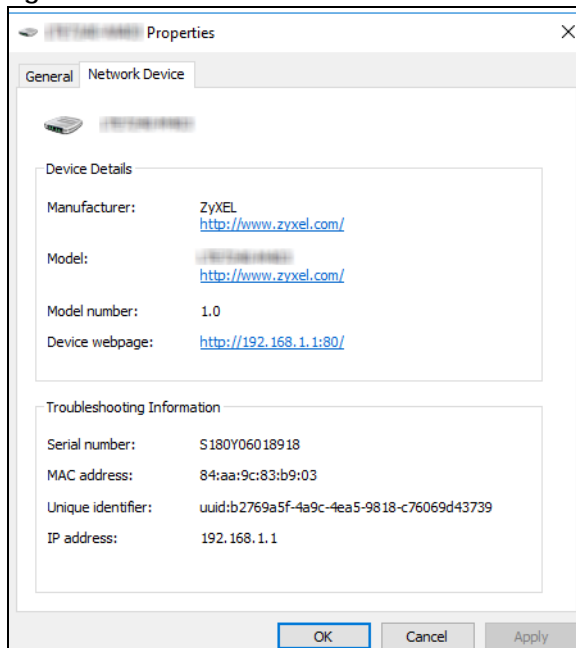 Properties
General Network Device
Device Details
Manufacturer: ZyXEL
http://www.zyxel.com/
Model:
http://www.zyxel.com/
Model number: 1.0
Device webpage: http://192.168.1.1:80/
Troubleshooting Information
Serial number: S180Y06018918
MAC address: 84:aa:9c:83:b9:03
Unique identifier: uuid:b2769a5f-4a9c-4ea5-9818-c76069d43739
IP address: 192.168.1.1
OK Cancel Apply